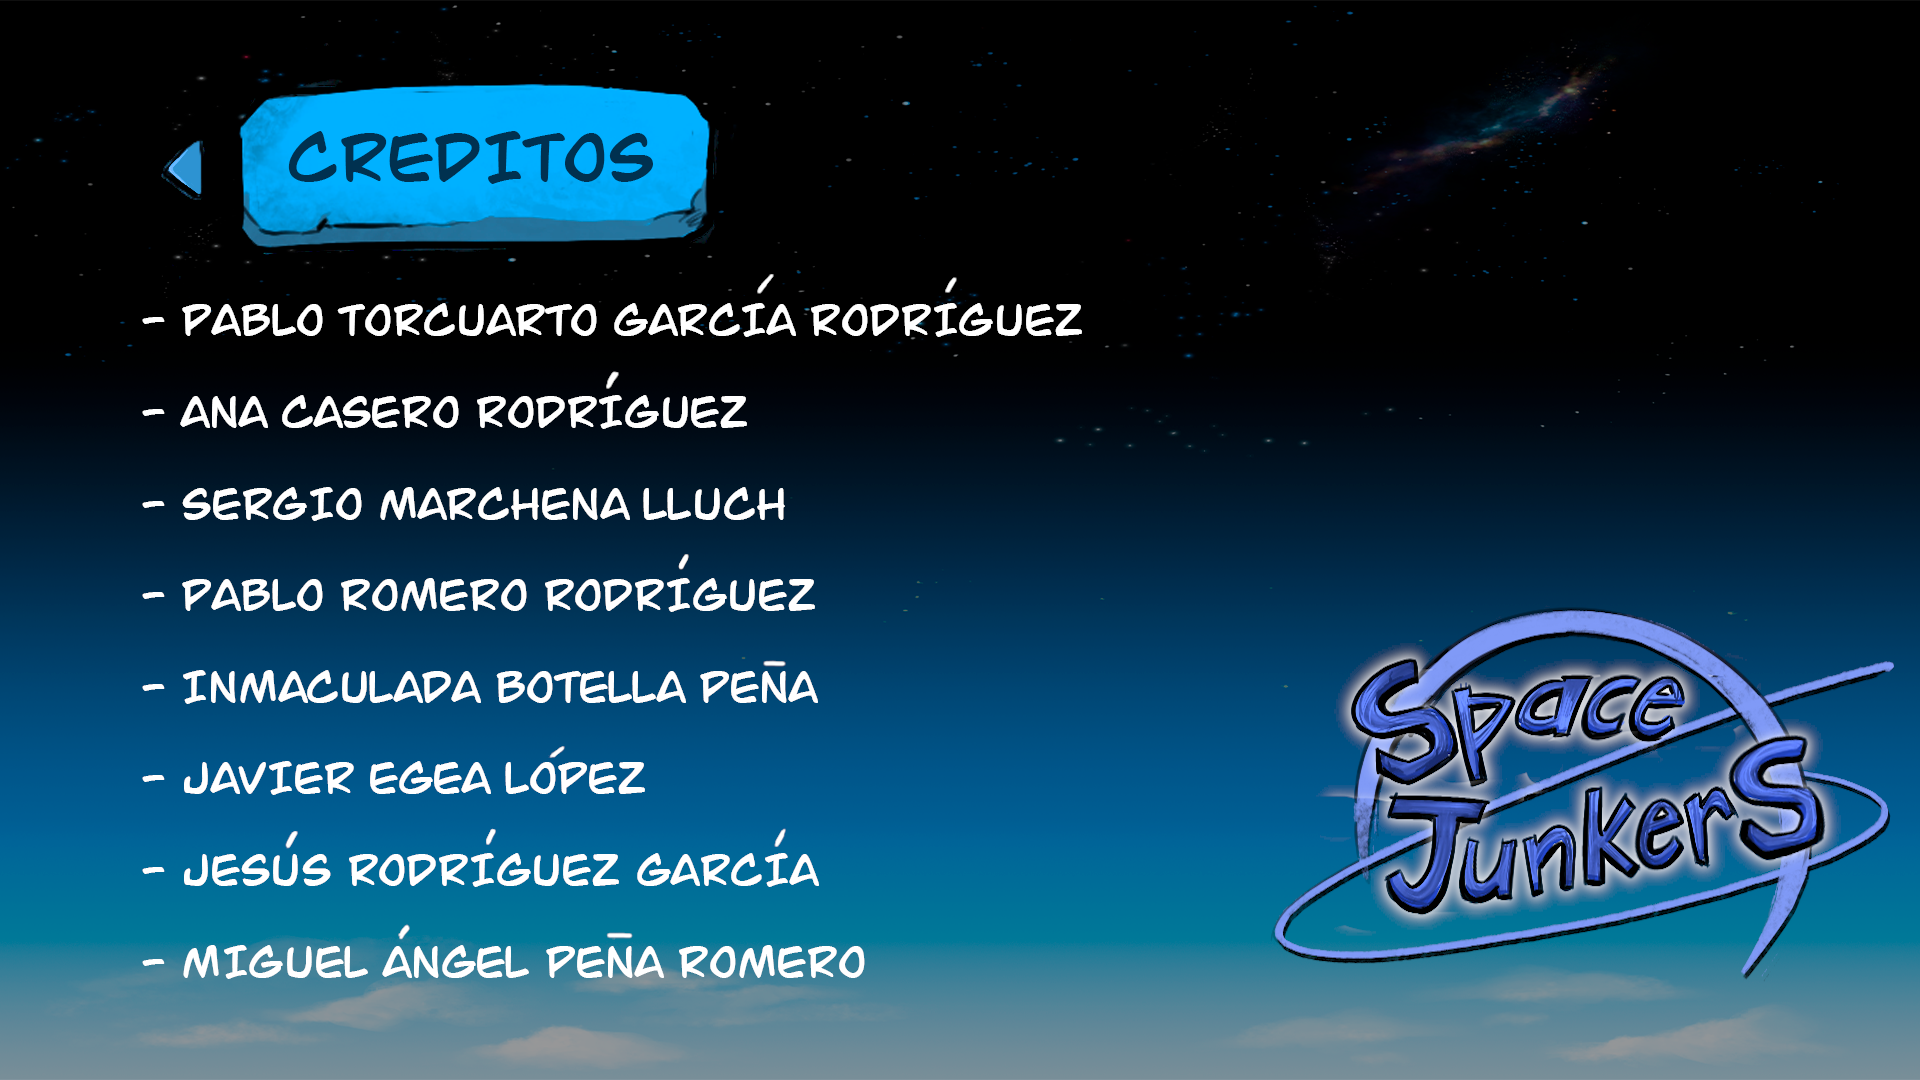 CREDITOS
- PABLO TORCUARTO GARCÍA RODRÍGUEZ
- ANA CASERO RODRÍGUEZ
- SERGIO MARCHENA LLUCH
- PABLO ROMERO RODRÍGUEZ
- INMACULADA BOTELLA PEÑA
- JAVIER EGEA LÓPEZ
- JESÚS RODRÍGUEZ GARCÍA
- MIGUEL ÁNGEL PEÑA ROMERO
Space
JunkerS